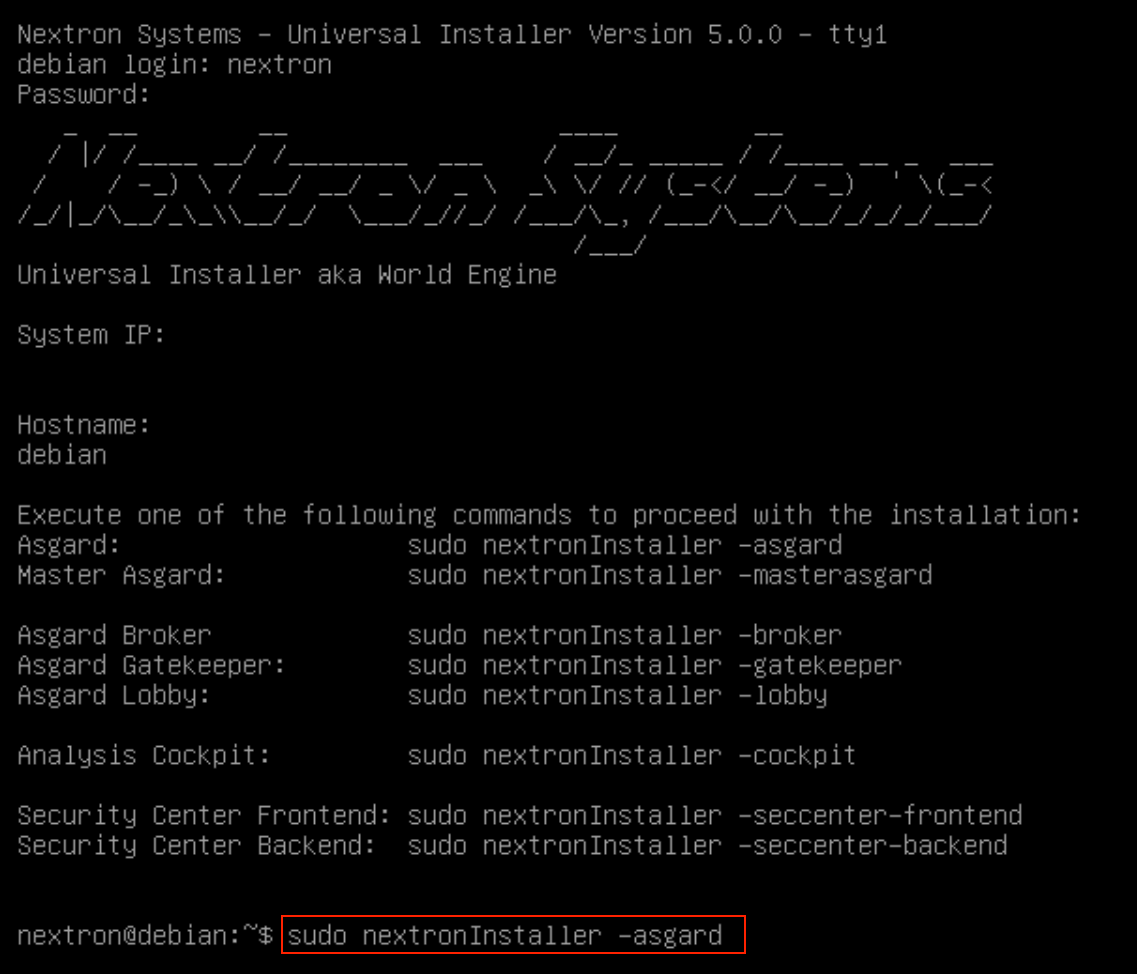 Nextron Systems - Universal Installer Version 5.0.0 - tty1
debian login: nextron
Password:
Nextron Systems
Universal Installer aka World Engine
System IP:
Hostname:
debian
Execute one of the following commands to proceed with the installation:
Asgard: sudo nextronInstaller -asgard
Master Asgard: sudo nextronInstaller -masterasgard
Asgard Broker sudo nextronInstaller -broker
Asgard Gatekeeper: sudo nextronInstaller -gatekeeper
Asgard Lobby: sudo nextronInstaller -lobby
Analysis Cockpit: sudo nextronInstaller -cockpit
Security Center Frontend: sudo nextronInstaller -seccenter-frontend
Security Center Backend: sudo nextronInstaller -seccenter-backend
nextron@debian:~$ sudo nextronInstaller -asgard